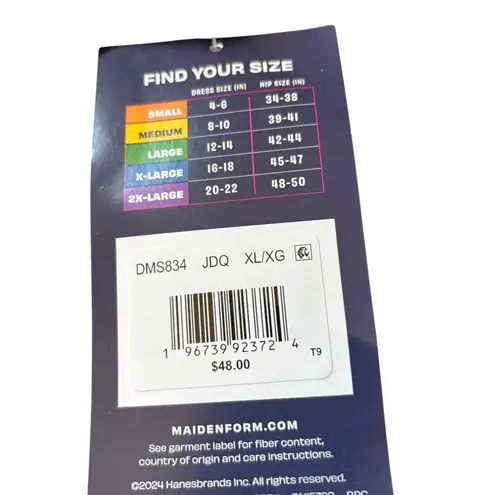 FIND YOUR SIZE
DRESS SIZE (IN) HIP SIZE (IN)
SMALL 4-6 34-38
MEDIUM 8-10 39-41
LARGE 12-14 42-44
X-LARGE 16-18 45-47
2X-LARGE 20-22 48-50
DMS834 JDQ XL/XG
1 96739 92372 4 T9
$48.00
MAIDENFORM.COM
See garment label for fiber content,
country of origin and care instructions.
©2024 Hanesbrands Inc. All rights reserved.